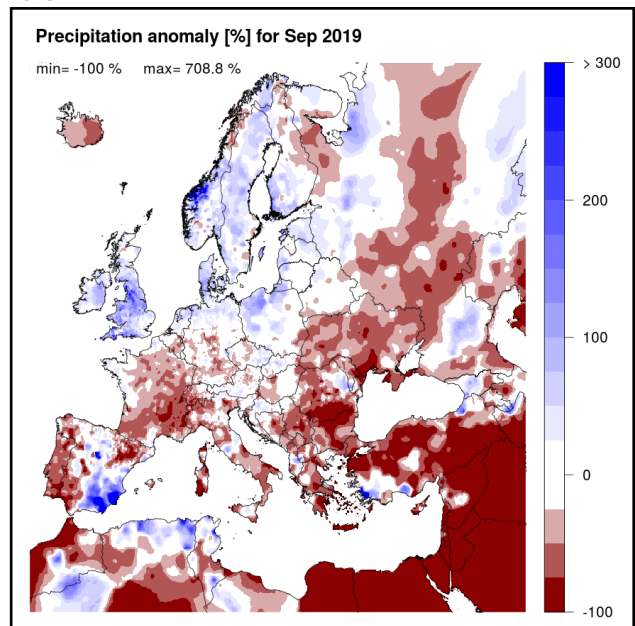 Precipitation anomaly [%] for Sep 2019
min= -100 % max= 708.8 %
> 300
200
100
0
-100